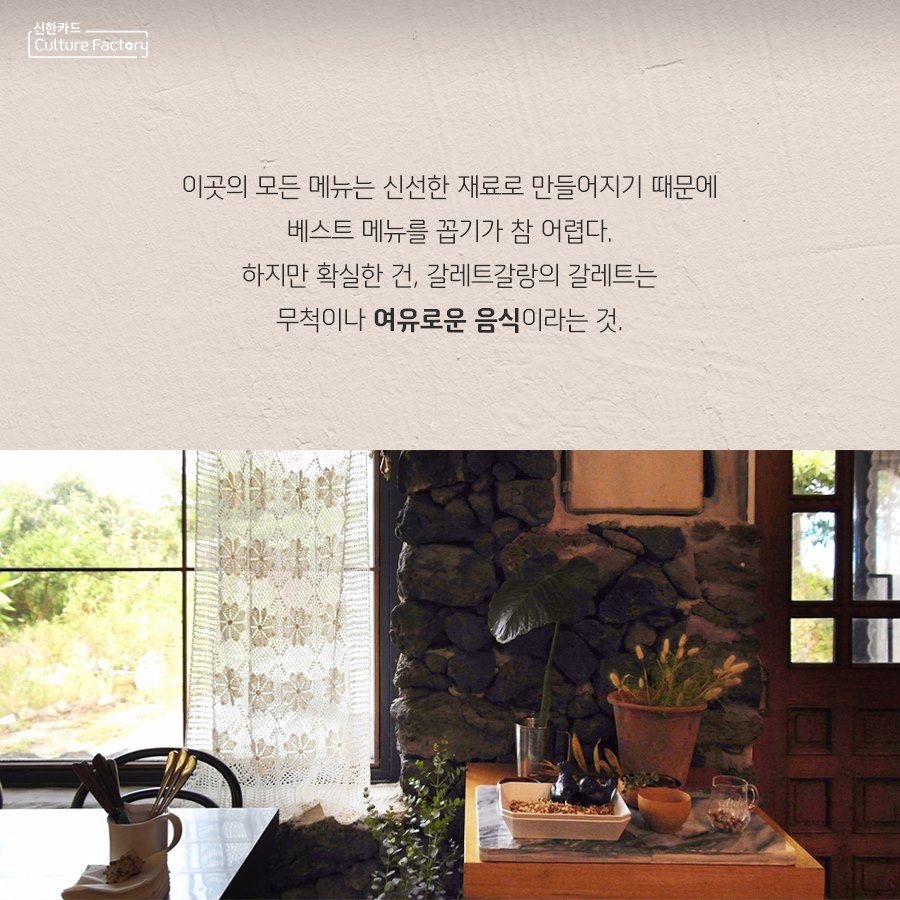 신한카드
Culture Factory
이곳의 모든 메뉴는 신선한 재료로 만들어지기 때문에
베스트 메뉴를 꼽기가 참 어렵다.
하지만 확실한 건, 갈레트갈랑의 갈레트는
무척이나 여유로운 음식이라는 것.